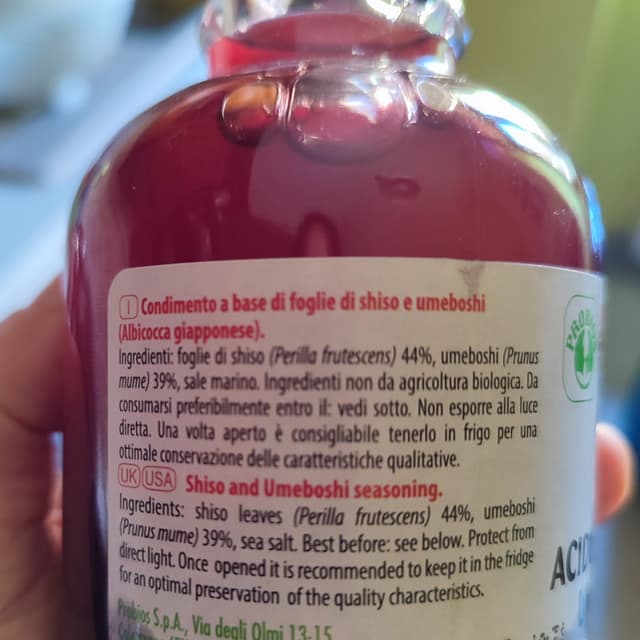 I Condimento a base di foglie di shiso e umeboshi
(Albicocca giapponese).
Ingredienti: foglie di shiso (Perilla frutescens) 44%, umeboshi (Prunus
mume) 39%, sale marino. Ingredienti non da agricoltura biologica. Da
consumarsi preferibilmente entro il: vedi sotto. Non esporre alla luce
diretta. Una volta aperto è consigliabile tenerlo in frigo per una
ottimale conservazione delle caratteristiche qualitative.
UK USA Shiso and Umeboshi seasoning.
Ingredients: shiso leaves (Perilla frutescens) 44%, umeboshi
(Prunus mume) 39%, sea salt. Best before: see below. Protect from
direct light. Once opened it is recommended to keep it in the fridge
for an optimal preservation of the quality characteristics.
Probios S.p.A., Via degli Olmi 13-15